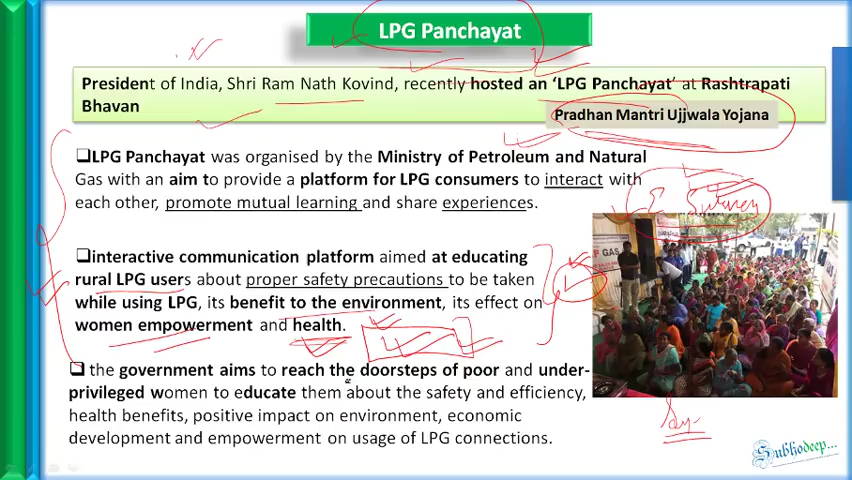 LPG Panchayat
President of India, Shri Ram Nath Kovind, recently hosted an ‘LPG Panchayat’ at Rashtrapati
Bhavan
Pradhan Mantri Ujjwala Yojana
❑LPG Panchayat was organised by the Ministry of Petroleum and Natural
Gas with an aim to provide a platform for LPG consumers to interact with
each other, promote mutual learning and share experiences.
❑interactive communication platform aimed at educating
rural LPG users about proper safety precautions to be taken
while using LPG, its benefit to the environment, its effect on
women empowerment and health.
❑ the government aims to reach the doorsteps of poor and under-
privileged women to educate them about the safety and efficiency,
health benefits, positive impact on environment, economic
development and empowerment on usage of LPG connections.
GAS
Subhodeep...